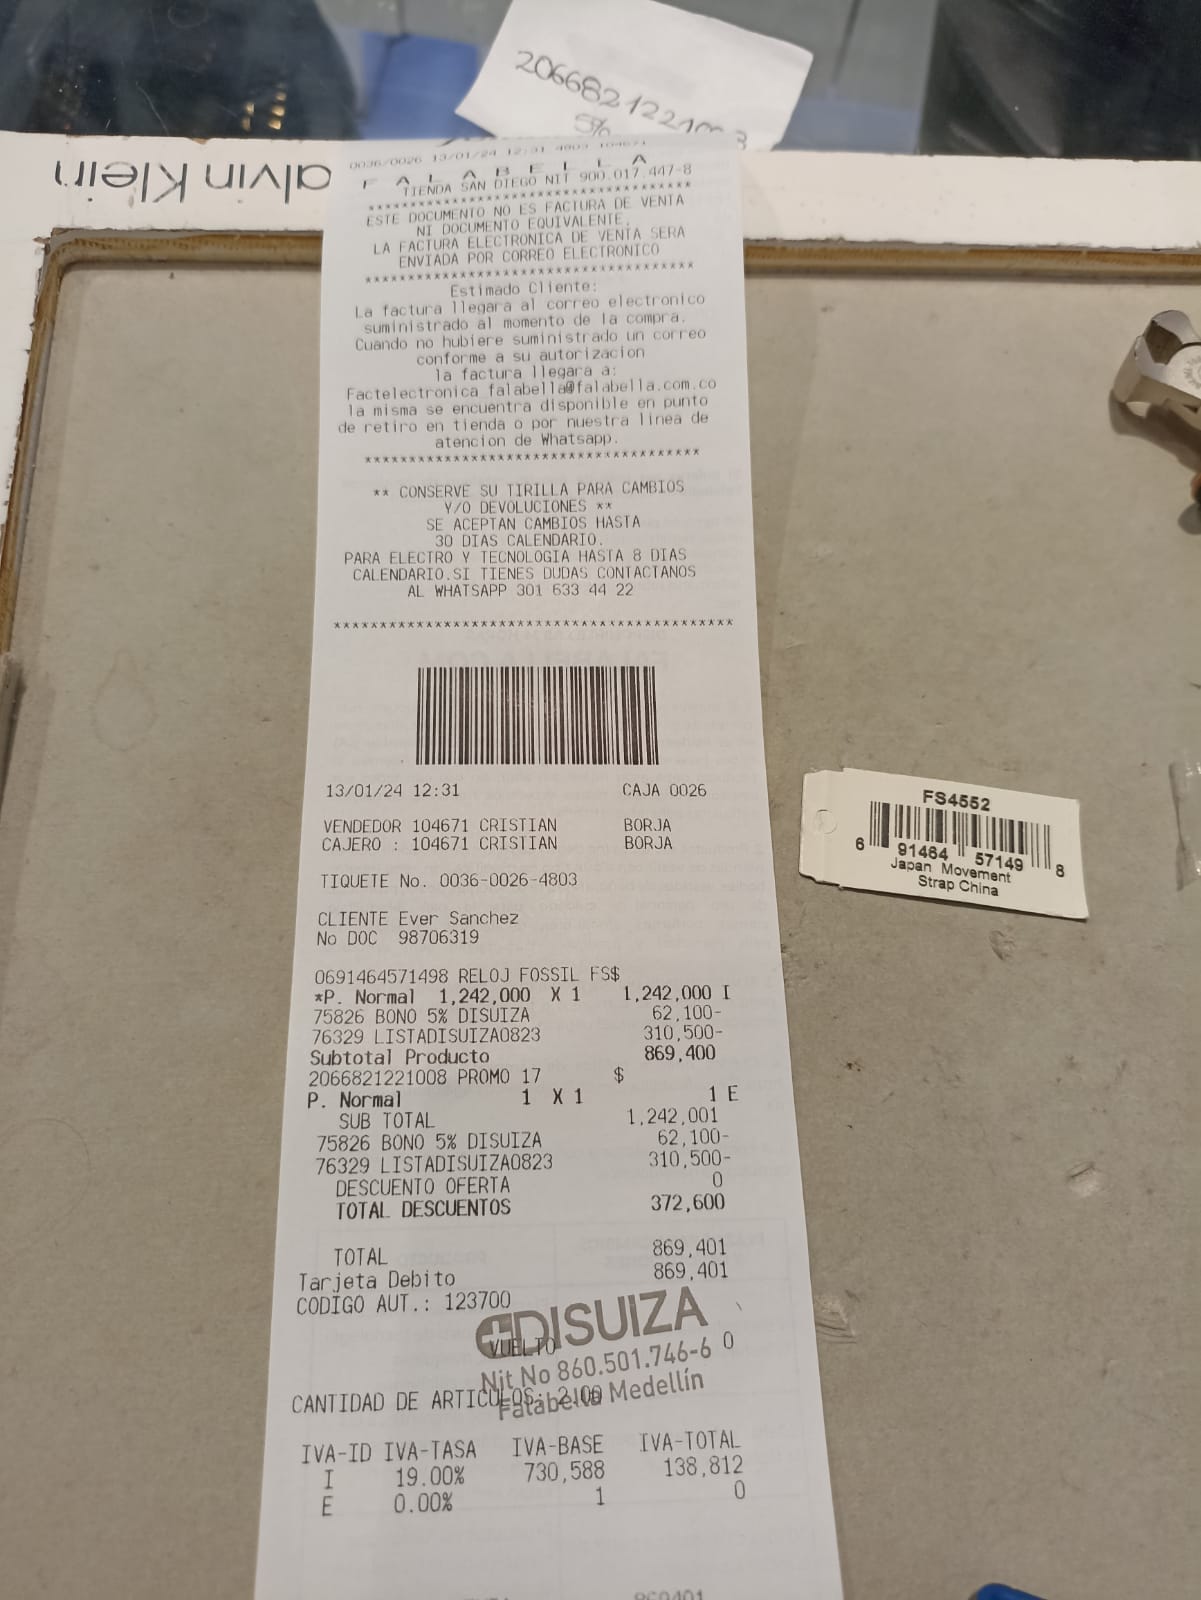 2066821221
5%
alvin Klein
0036/0026 13/01/24 12:31 4803 104671
F A L A B E L L A
TIENDA SAN DIEGO NIT 900.017.447-8
************************************
ESTE DOCUMENTO NO ES FACTURA DE VENTA
NI DOCUMENTO EQUIVALENTE,
LA FACTURA ELECTRONICA DE VENTA SERA
ENVIADA POR CORREO ELECTRONICO
************************************
Estimado Cliente:
La factura llegara al correo electronico
suministrado al momento de la compra.
Cuando no hubiere suministrado un correo
conforme a su autorizacion
la factura llegara a:
Factelectronica falabella@falabella.com.co
la misma se encuentra disponible en punto
de retiro en tienda o por nuestra linea de
atencion de Whatsapp.
************************************
** CONSERVE SU TIRILLA PARA CAMBIOS
Y/O DEVOLUCIONES **
SE ACEPTAN CAMBIOS HASTA
30 DIAS CALENDARIO.
PARA ELECTRO Y TECNOLOGIA HASTA 8 DIAS
CALENDARIO.SI TIENES DUDAS CONTACTANOS
AL WHATSAPP 301 633 44 22
******************************************
13/01/24 12:31 CAJA 0026
VENDEDOR 104671 CRISTIAN BORJA
CAJERO : 104671 CRISTIAN BORJA
TIQUETE No. 0036-0026-4803
CLIENTE Ever Sanchez
No DOC 98706319
0691464571498 RELOJ FOSSIL FS$
*P. Normal 1,242,000 X 1 1,242,000 I
75826 BONO 5% DISUIZA 62,100-
76329 LISTADISUIZA0823 310,500-
Subtotal Producto 869,400
2066821221008 PROMO 17 $
P. Normal 1 X 1 1 E
SUB TOTAL 1,242,001
75826 BONO 5% DISUIZA 62,100-
76329 LISTADISUIZA0823 310,500-
DESCUENTO OFERTA 0
TOTAL DESCUENTOS 372,600
TOTAL 869,401
Tarjeta Debito 869,401
CODIGO AUT.: 123700
DISUIZA
VUELTO 0
Nit No 860.501.746-6
CANTIDAD DE ARTICULOS: 2.00
Falabella Medellín
IVA-ID IVA-TASA IVA-BASE IVA-TOTAL
I 19.00% 730,588 138,812
E 0.00% 1 0
FS4552
6 91464 57149 8
Japan Movement
Strap China